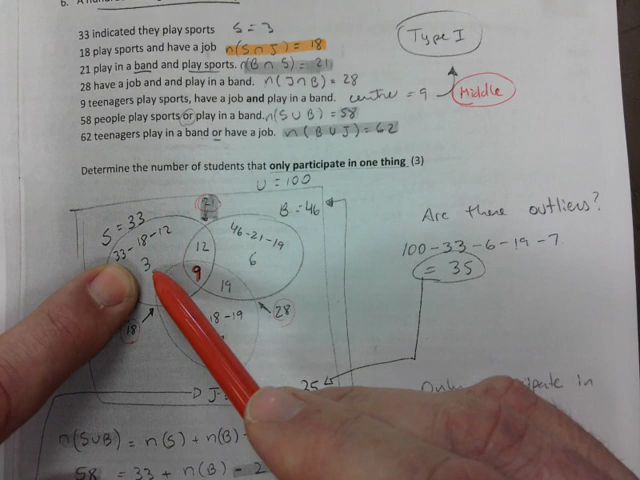 33 indicated they play sports S = 3
18 play sports and have a job n(S ∩ J) = 18
21 play in a band and play sports. n(B ∩ S) = 21
28 have a job and and play in a band. n(J∩B) = 28
9 teenagers play sports, have a job and play in a band. centre = 9
Type I
Middle
58 people play sports or play in band. n(S∪B) = 58
62 teenagers play in a band or have a job. n(B∪J) = 62
Determine the number of students that only participate in one thing. (3)
U = 100
21
B = 46
S = 33
33-18-12
3
12
46-21-19
6
9
19
18
18-19
28
D J
Are there outliers?
100-33-6-19-7
= 35
n(S∪B) = n(S) + n(B) -
58 = 33 + n(B) - 2
in